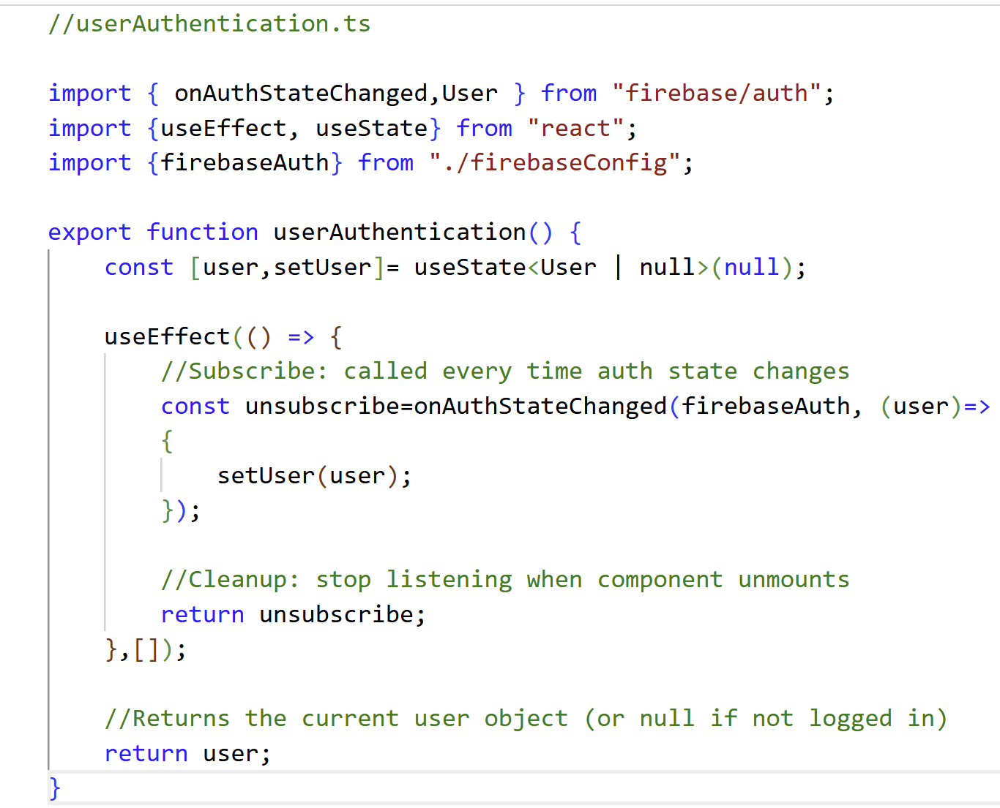 //userAuthentication.ts
import { onAuthStateChanged,User } from "firebase/auth";
import {useEffect, useState} from "react";
import {firebaseAuth} from "./firebaseConfig";
export function userAuthentication() {
const [user,setUser]= useState<User | null>(null);
useEffect(() => {
//Subscribe: called every time auth state changes
const unsubscribe=onAuthStateChanged(firebaseAuth, (user)=>
{
setUser(user);
});
//Cleanup: stop listening when component unmounts
return unsubscribe;
},[]);
//Returns the current user object (or null if not logged in)
return user;
}